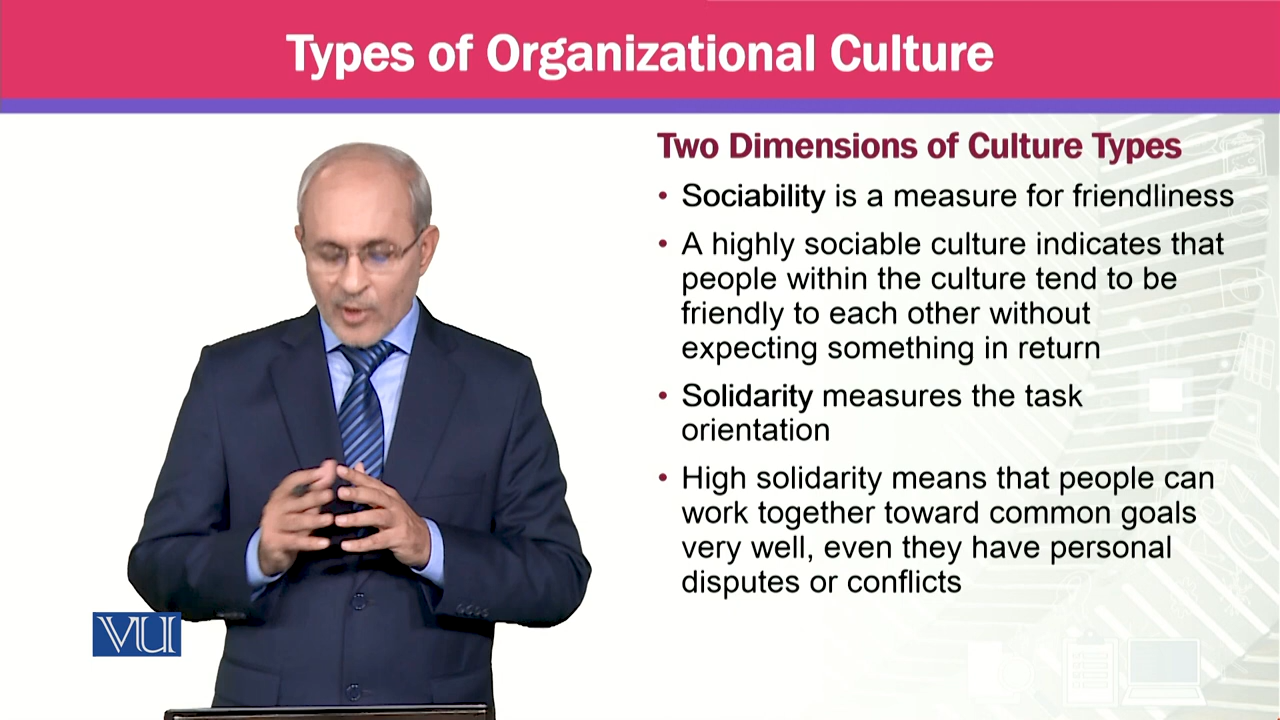 Types of Organizational Culture
Two Dimensions of Culture Types
• Sociability is a measure for friendliness
• A highly sociable culture indicates that
people within the culture tend to be
friendly to each other without
expecting something in return
• Solidarity measures the task
orientation
• High solidarity means that people can
work together toward common goals
very well, even they have personal
disputes or conflicts
VU